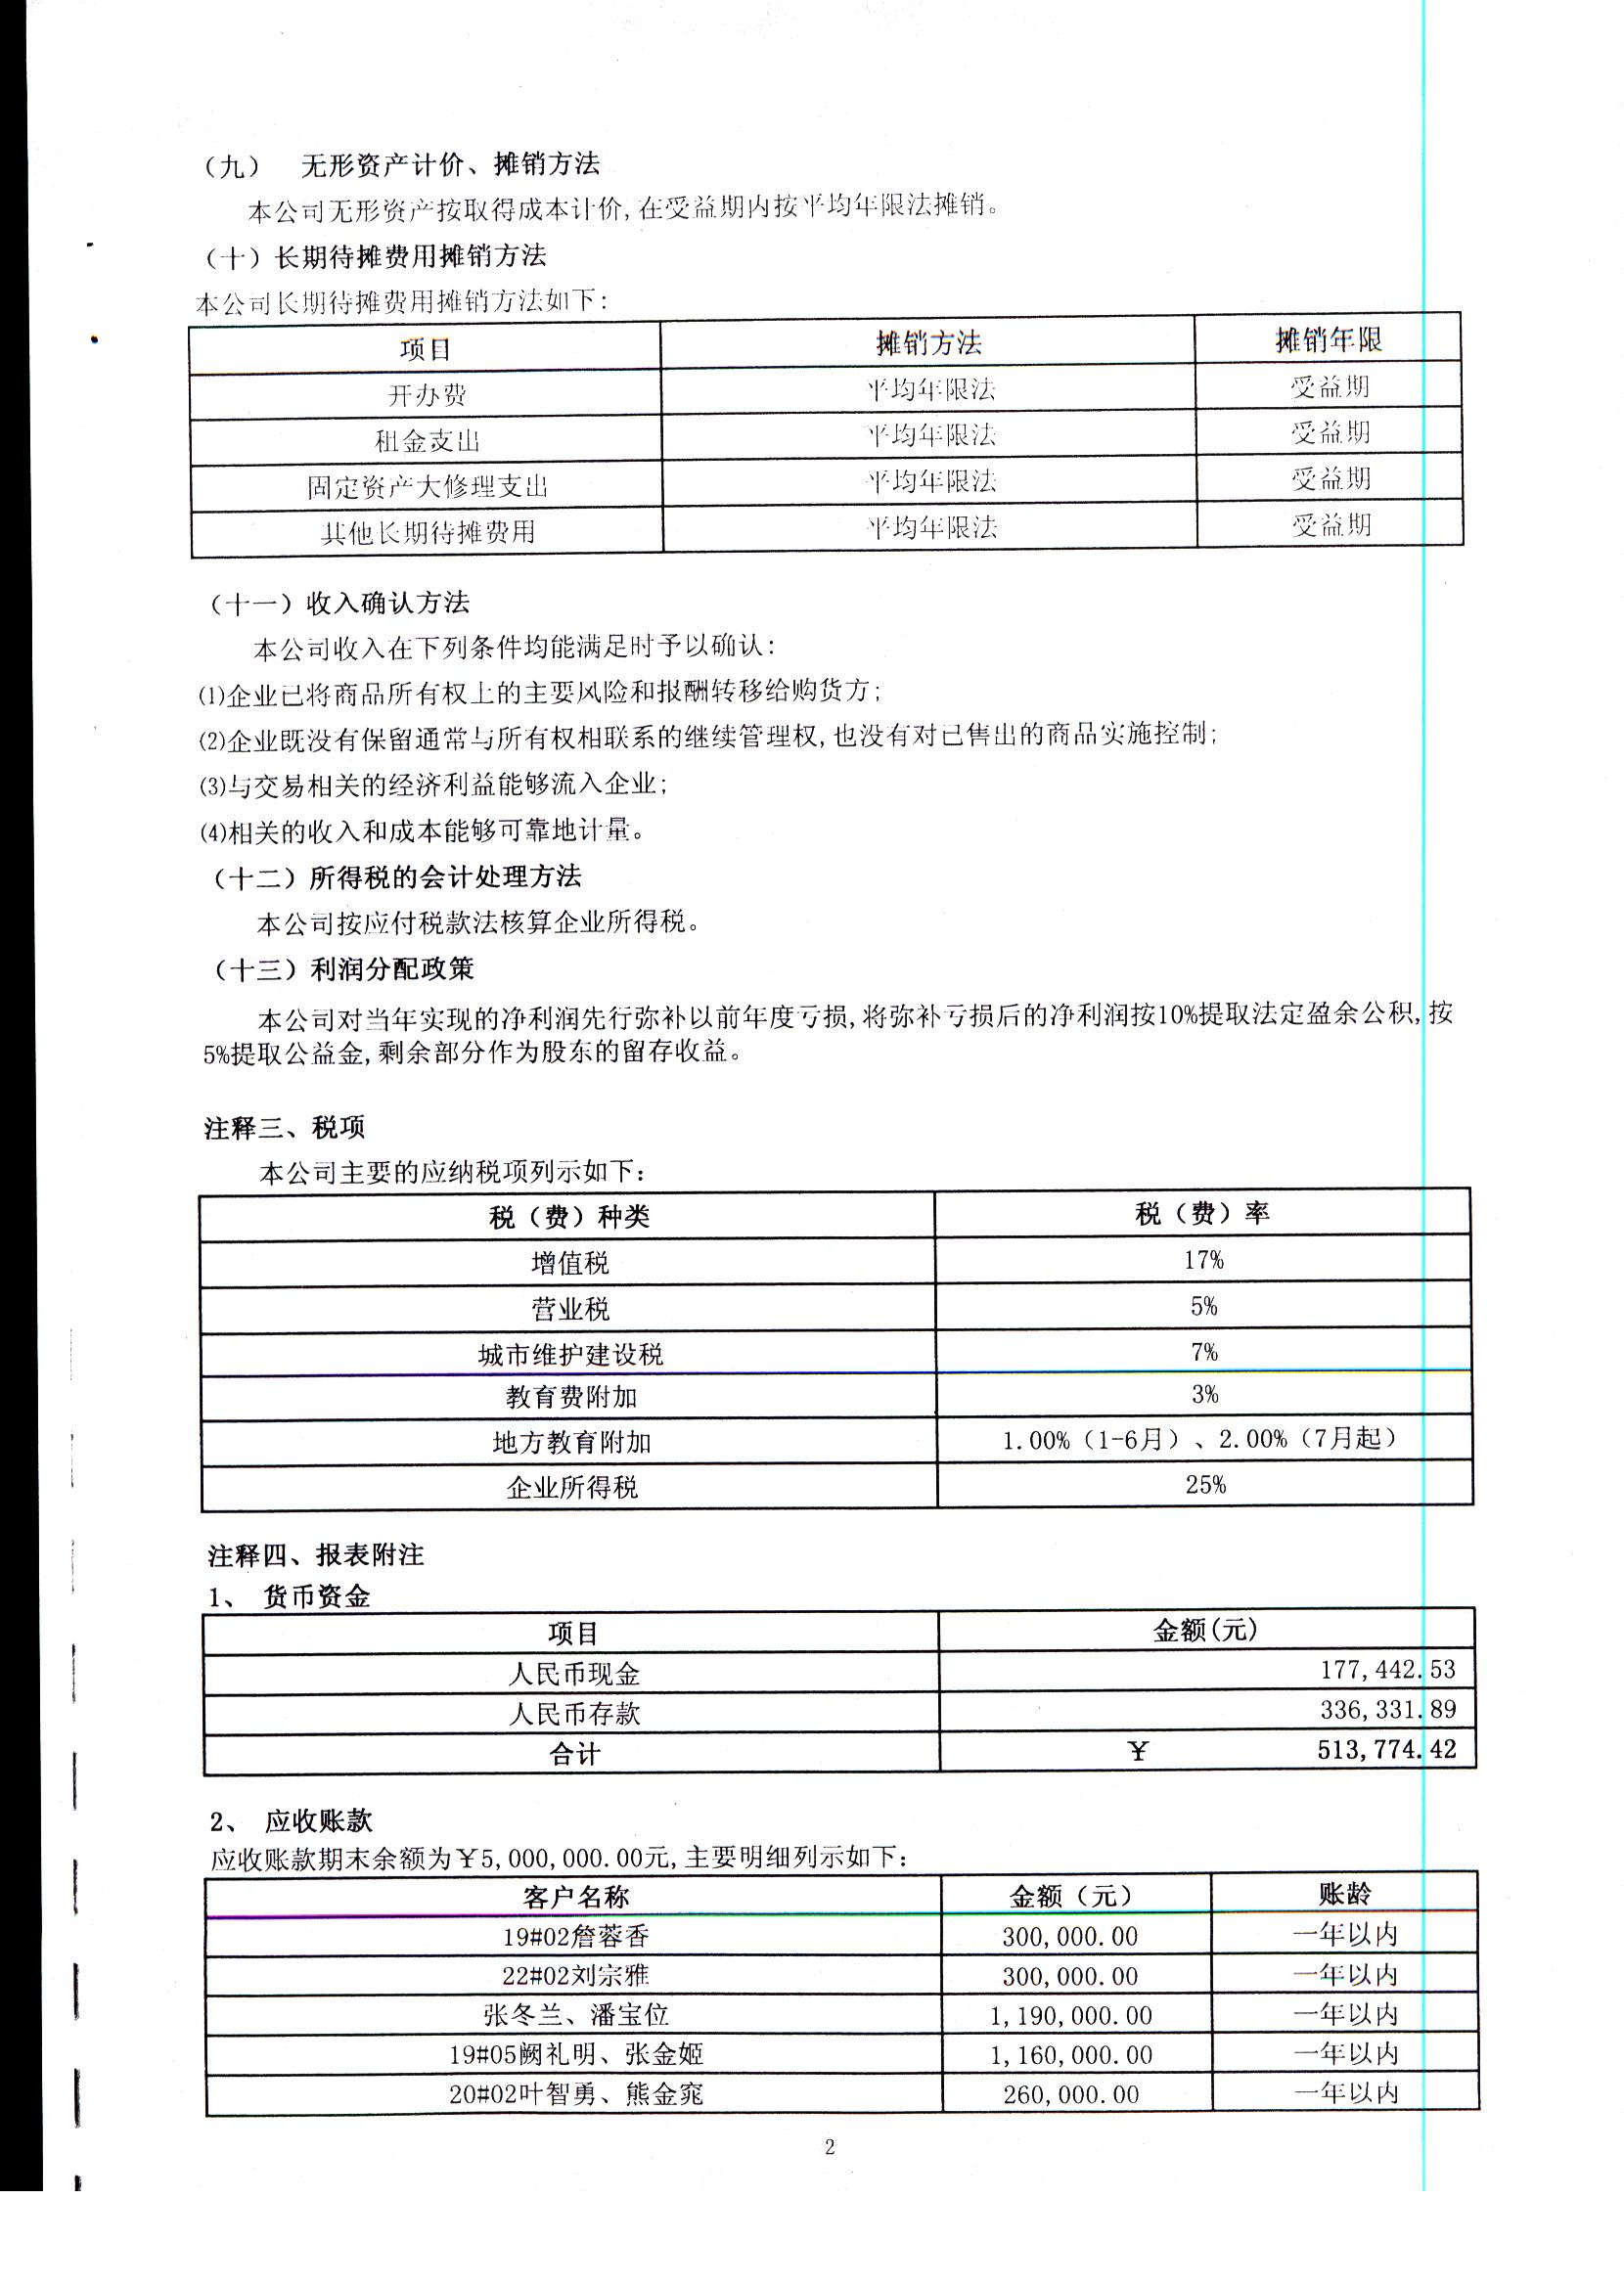 （九） 无形资产计价、摊销方法
本公司无形资产按取得成本计价,在受益期内按平均年限法摊销。
（十）长期待摊费用摊销方法
本公司长期待摊费用摊销方法如下:
项目 摊销方法 摊销年限
开办费 平均年限法 受益期
租金支出 平均年限法 受益期
固定资产大修理支出 平均年限法 受益期
其他长期待摊费用 平均年限法 受益期
（十一）收入确认方法
本公司收入在下列条件均能满足时予以确认:
⑴企业已将商品所有权上的主要风险和报酬转移给购货方;
⑵企业既没有保留通常与所有权相联系的继续管理权,也没有对已售出的商品实施控制;
⑶与交易相关的经济利益能够流入企业;
⑷相关的收入和成本能够可靠地计量。
（十二）所得税的会计处理方法
本公司按应付税款法核算企业所得税。
（十三）利润分配政策
本公司对当年实现的净利润先行弥补以前年度亏损,将弥补亏损后的净利润按10%提取法定盈余公积,按
5%提取公益金,剩余部分作为股东的留存收益。
注释三、税项
本公司主要的应纳税项列示如下:
税（费）种类 税（费）率
增值税 17%
营业税 5%
城市维护建设税 7%
教育费附加 3%
地方教育附加 1.00%（1-6月）、2.00%（7月起）
企业所得税 25%
注释四、报表附注
1、 货币资金
项目 金额(元)
人民币现金 177,442.53
人民币存款 336,331.89
合计 ￥ 513,774.42
2、 应收账款
应收账款期末余额为￥5,000,000.00元,主要明细列示如下:
客户名称 金额（元） 账龄
19#02詹蓉香 300,000.00 一年以内
22#02刘宗雅 300,000.00 一年以内
张冬兰、潘宝位 1,190,000.00 一年以内
19#05阙礼明、张金姬 1,160,000.00 一年以内
20#02叶智勇、熊金窕 260,000.00 一年以内
2